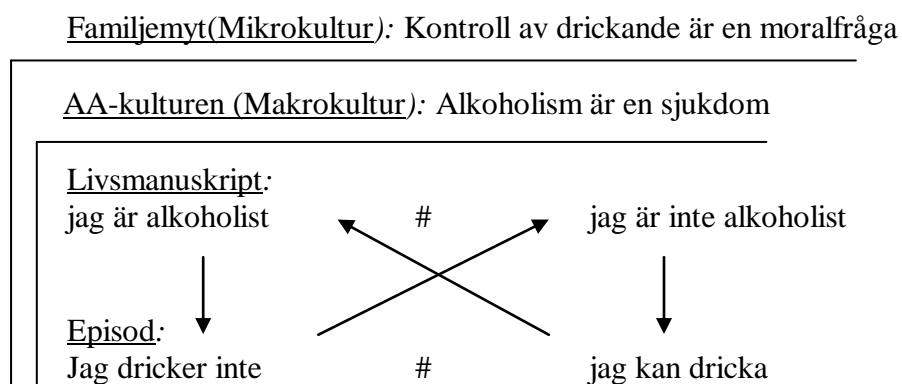 Familjemyt(Mikrokultur): Kontroll av drickande är en moralfråga
AA-kulturen (Makrokultur): Alkoholism är en sjukdom
Livsmanuskript:
jag är alkoholist # jag är inte alkoholist
Episod:
Jag dricker inte # jag kan dricka